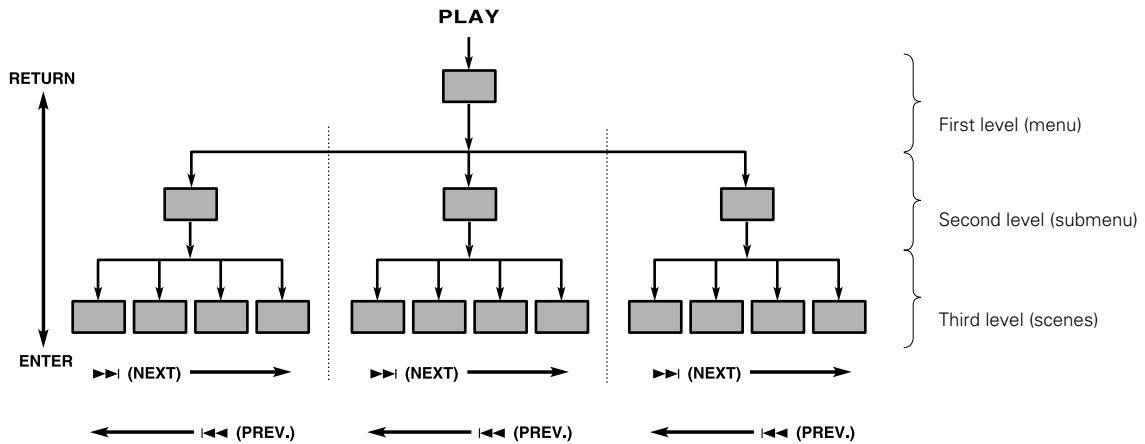 PLAY
RETURN
First level (menu)
Second level (submenu)
Third level (scenes)
ENTER
►►| (NEXT)
►►| (NEXT)
►►| (NEXT)
|◄◄ (PREV.)
|◄◄ (PREV.)
|◄◄ (PREV.)